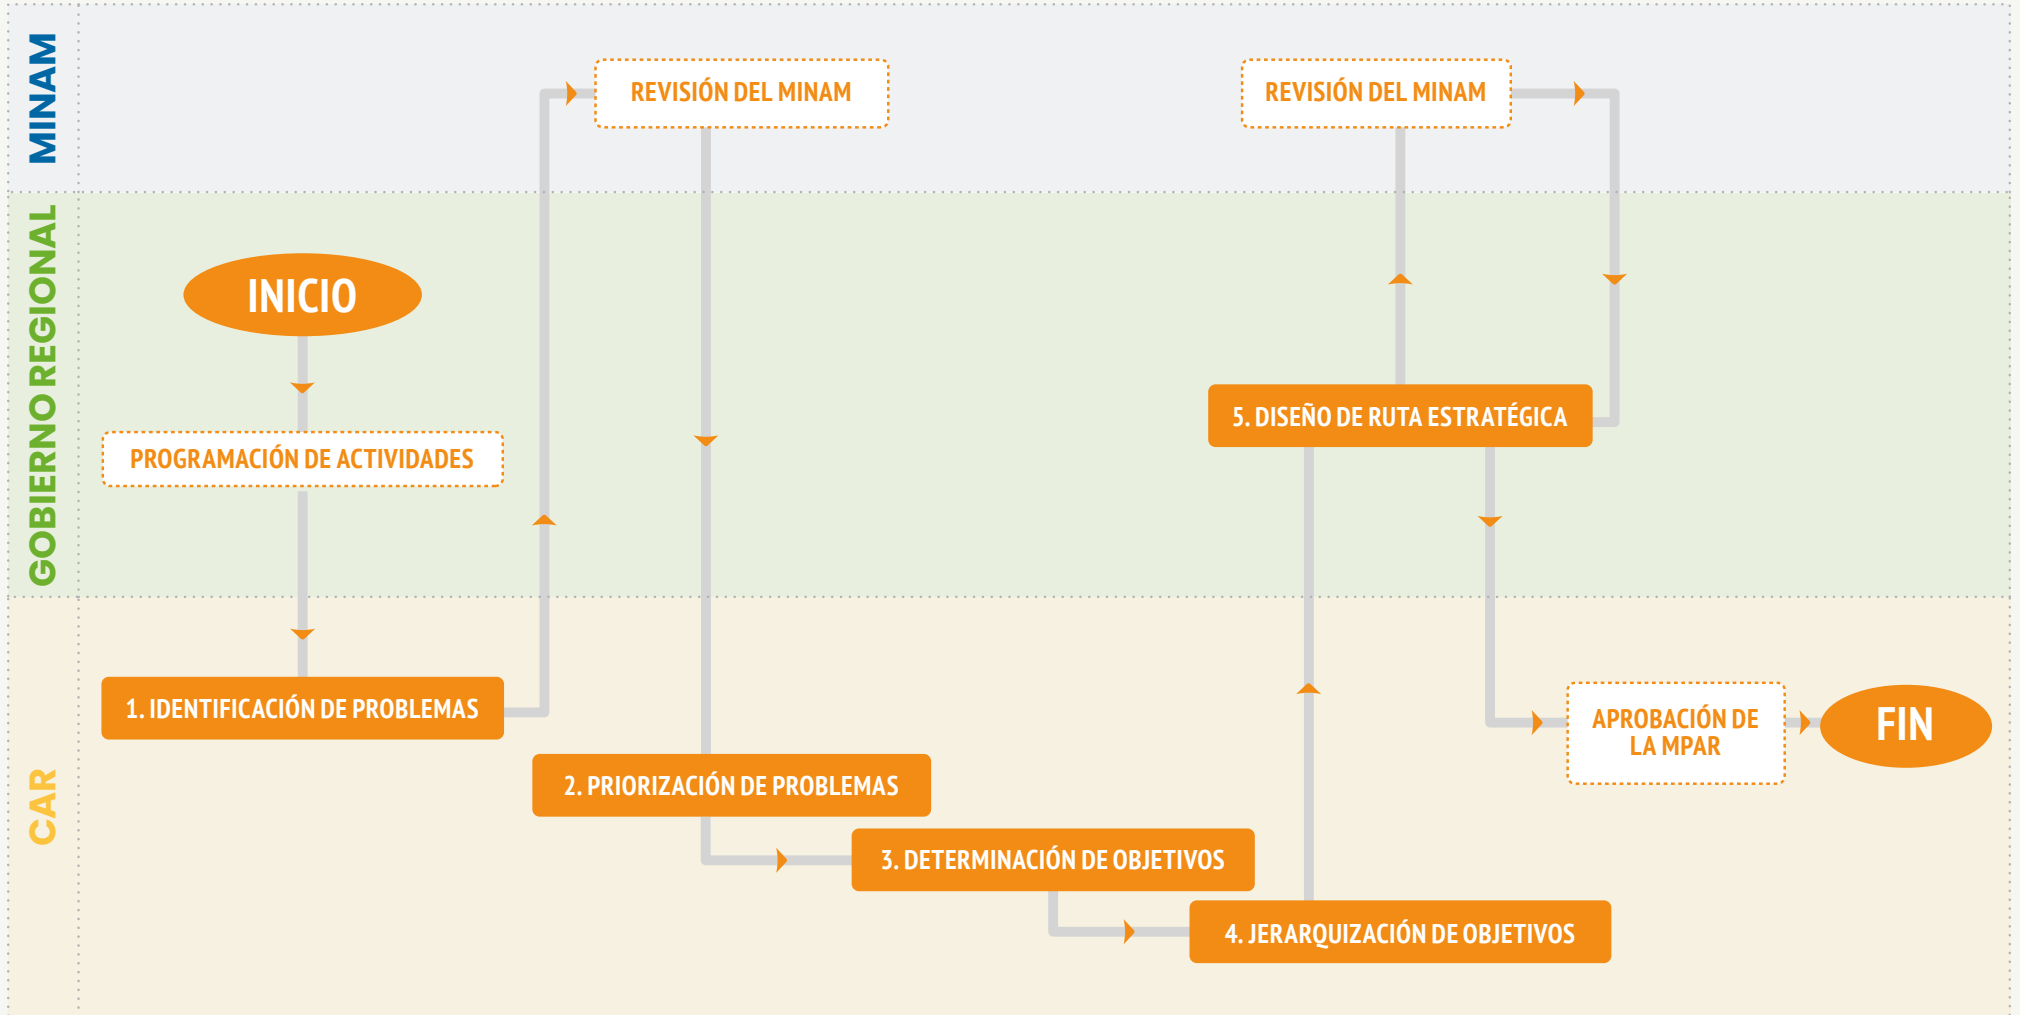 MINAM
REVISIÓN DEL MINAM
REVISIÓN DEL MINAM
GOBIERNO REGIONAL
INICIO
PROGRAMACIÓN DE ACTIVIDADES
5. DISEÑO DE RUTA ESTRATÉGICA
CAR
1. IDENTIFICACIÓN DE PROBLEMAS
2. PRIORIZACIÓN DE PROBLEMAS
3. DETERMINACIÓN DE OBJETIVOS
4. JERARQUIZACIÓN DE OBJETIVOS
APROBACIÓN DE
LA MPAR
FIN